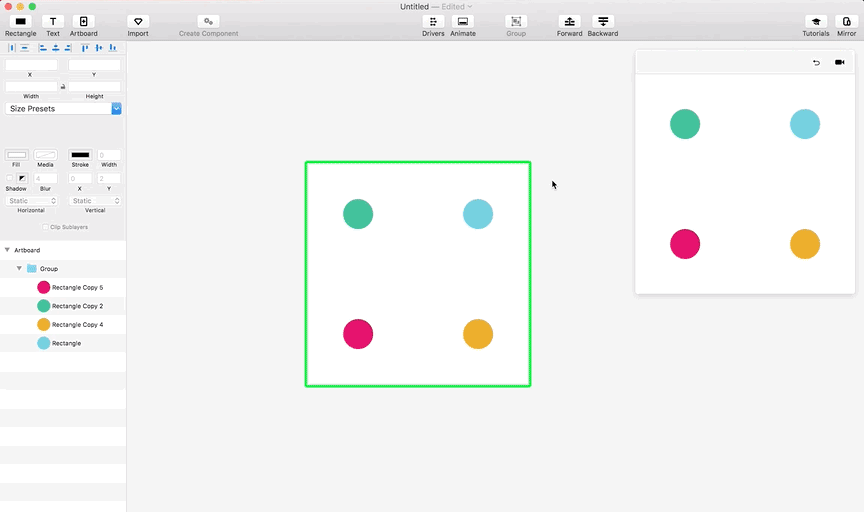 Untitled — Edited
Rectangle Text Artboard Import Create Component Drivers Animate Group Forward Backward Tutorials Mirror
X Y
Width Height
Size Presets
0
Fill Media Stroke Width
4 0 2
Shadow Blur X Y
Static Static
Horizontal Vertical
Clip Sublayers
Artboard
Group
Rectangle Copy 5
Rectangle Copy 2
Rectangle Copy 4
Rectangle